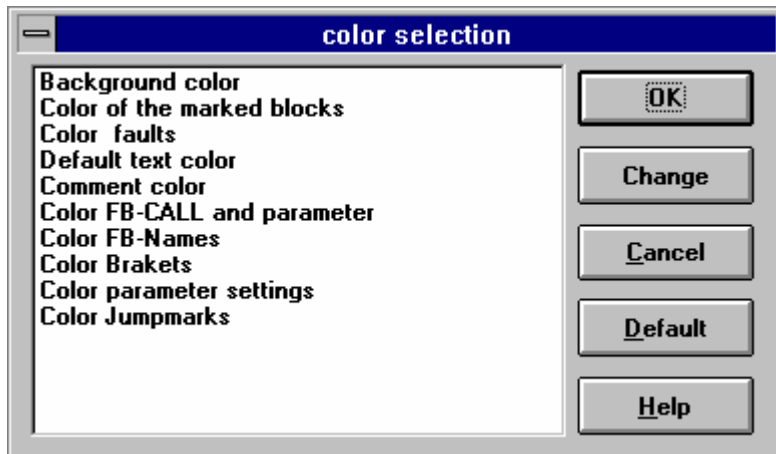 color selection
Background color
Color of the marked blocks
Color  faults
Default text color
Comment color
Color FB-CALL and parameter
Color FB-Names
Color Brakets
Color parameter settings
Color Jumpmarks
OK
Change
Cancel
Default
Help